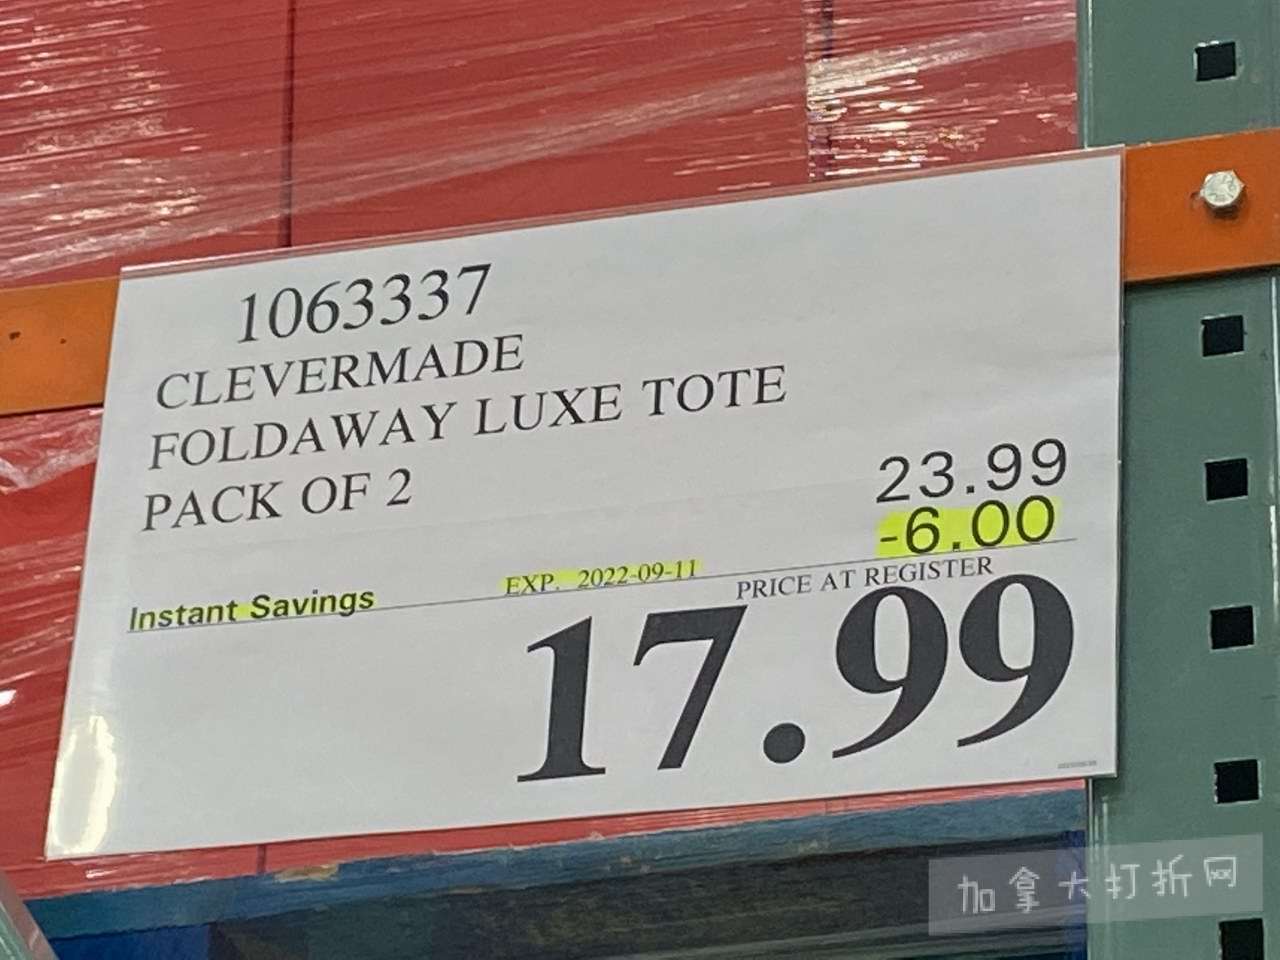 1063337
CLEVERMADE
FOLDAWAY LUXE TOTE
PACK OF 2
23.99
-6.00
Instant Savings EXP. 2022-09-11 PRICE AT REGISTER
17.99
加拿大打折网